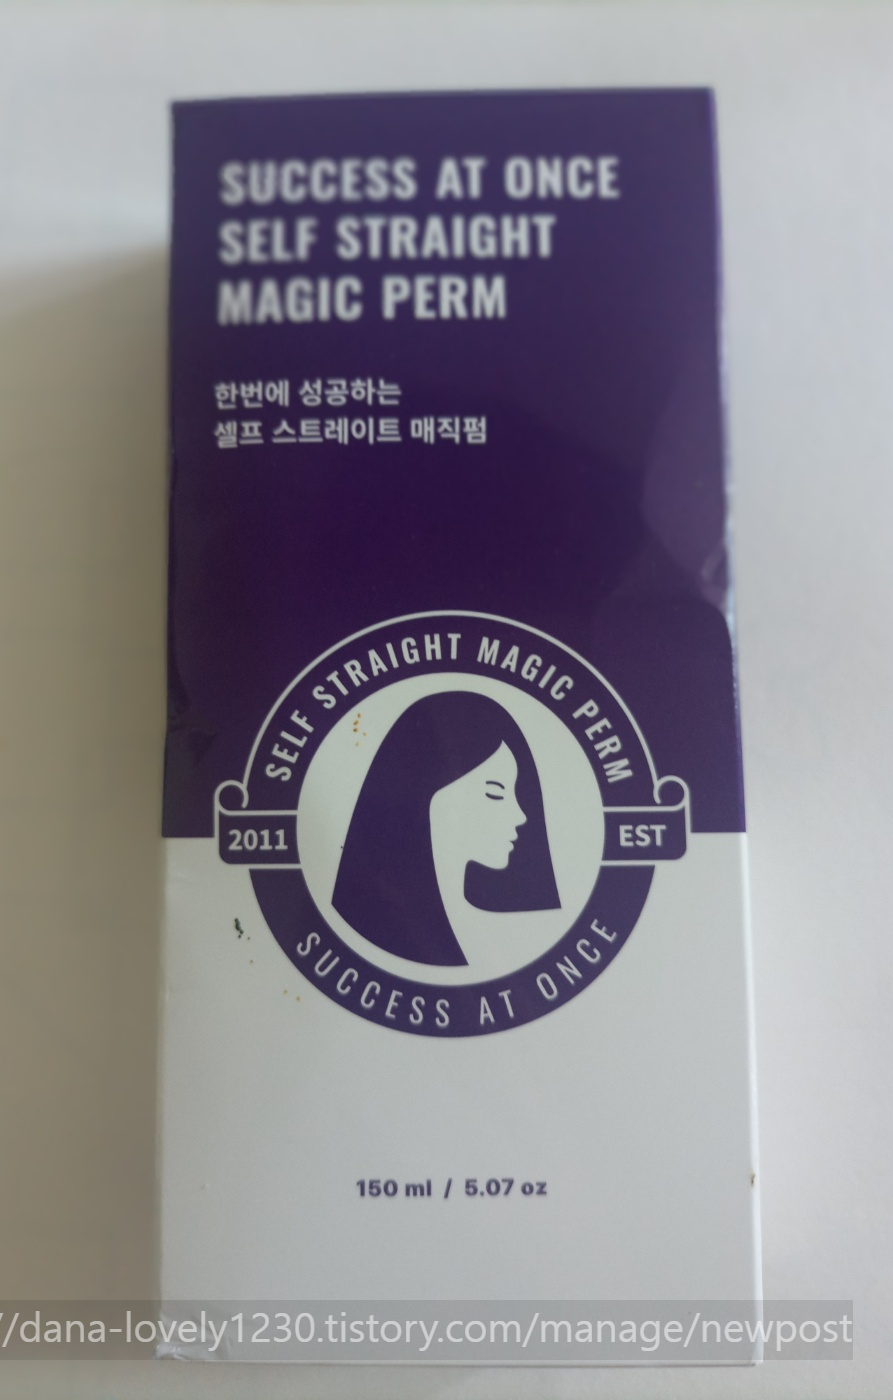 SUCCESS AT ONCE
SELF STRAIGHT
MAGIC PERM
한번에 성공하는
셀프 스트레이트 매직펌
SELF STRAIGHT MAGIC PERM
2011
EST
SUCCESS AT ONCE
150 ml / 5.07 oz
//dana-lovely1230.tistory.com/manage/newpost